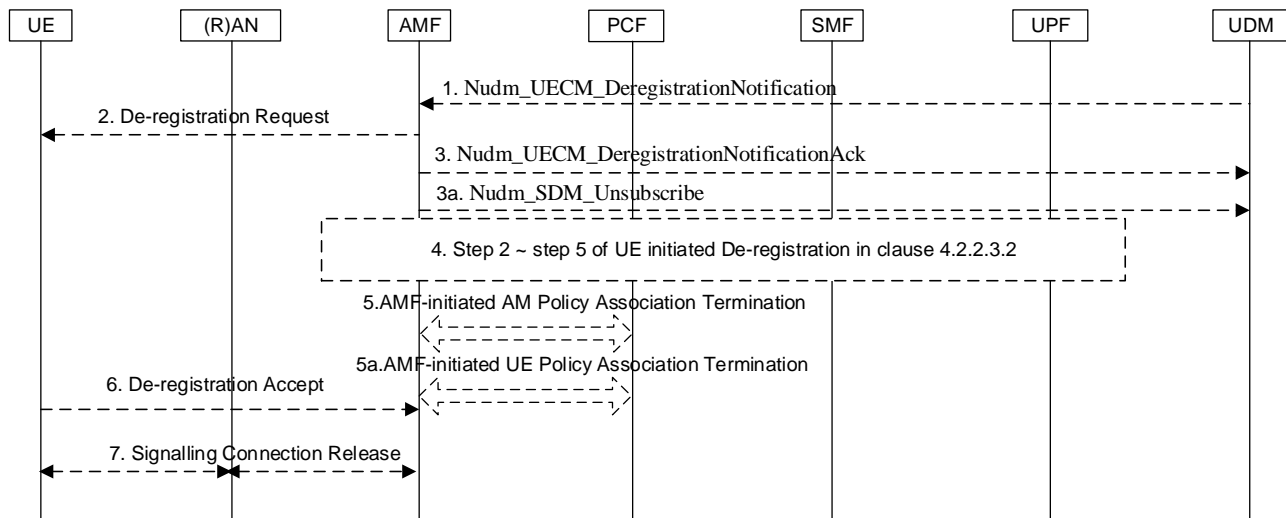 UE
(R)AN
AMF
PCF
SMF
UPF
UDM
1. Nudm_UECM_DeregistrationNotification
2. De-registration Request
3. Nudm_UECM_DeregistrationNotificationAck
3a. Nudm_SDM_Unsubscribe
4. Step 2 ~ step 5 of UE initiated De-registration in clause 4.2.2.3.2
5.AMF-initiated AM Policy Association Termination
5a.AMF-initiated UE Policy Association Termination
6. De-registration Accept
7. Signalling Connection Release